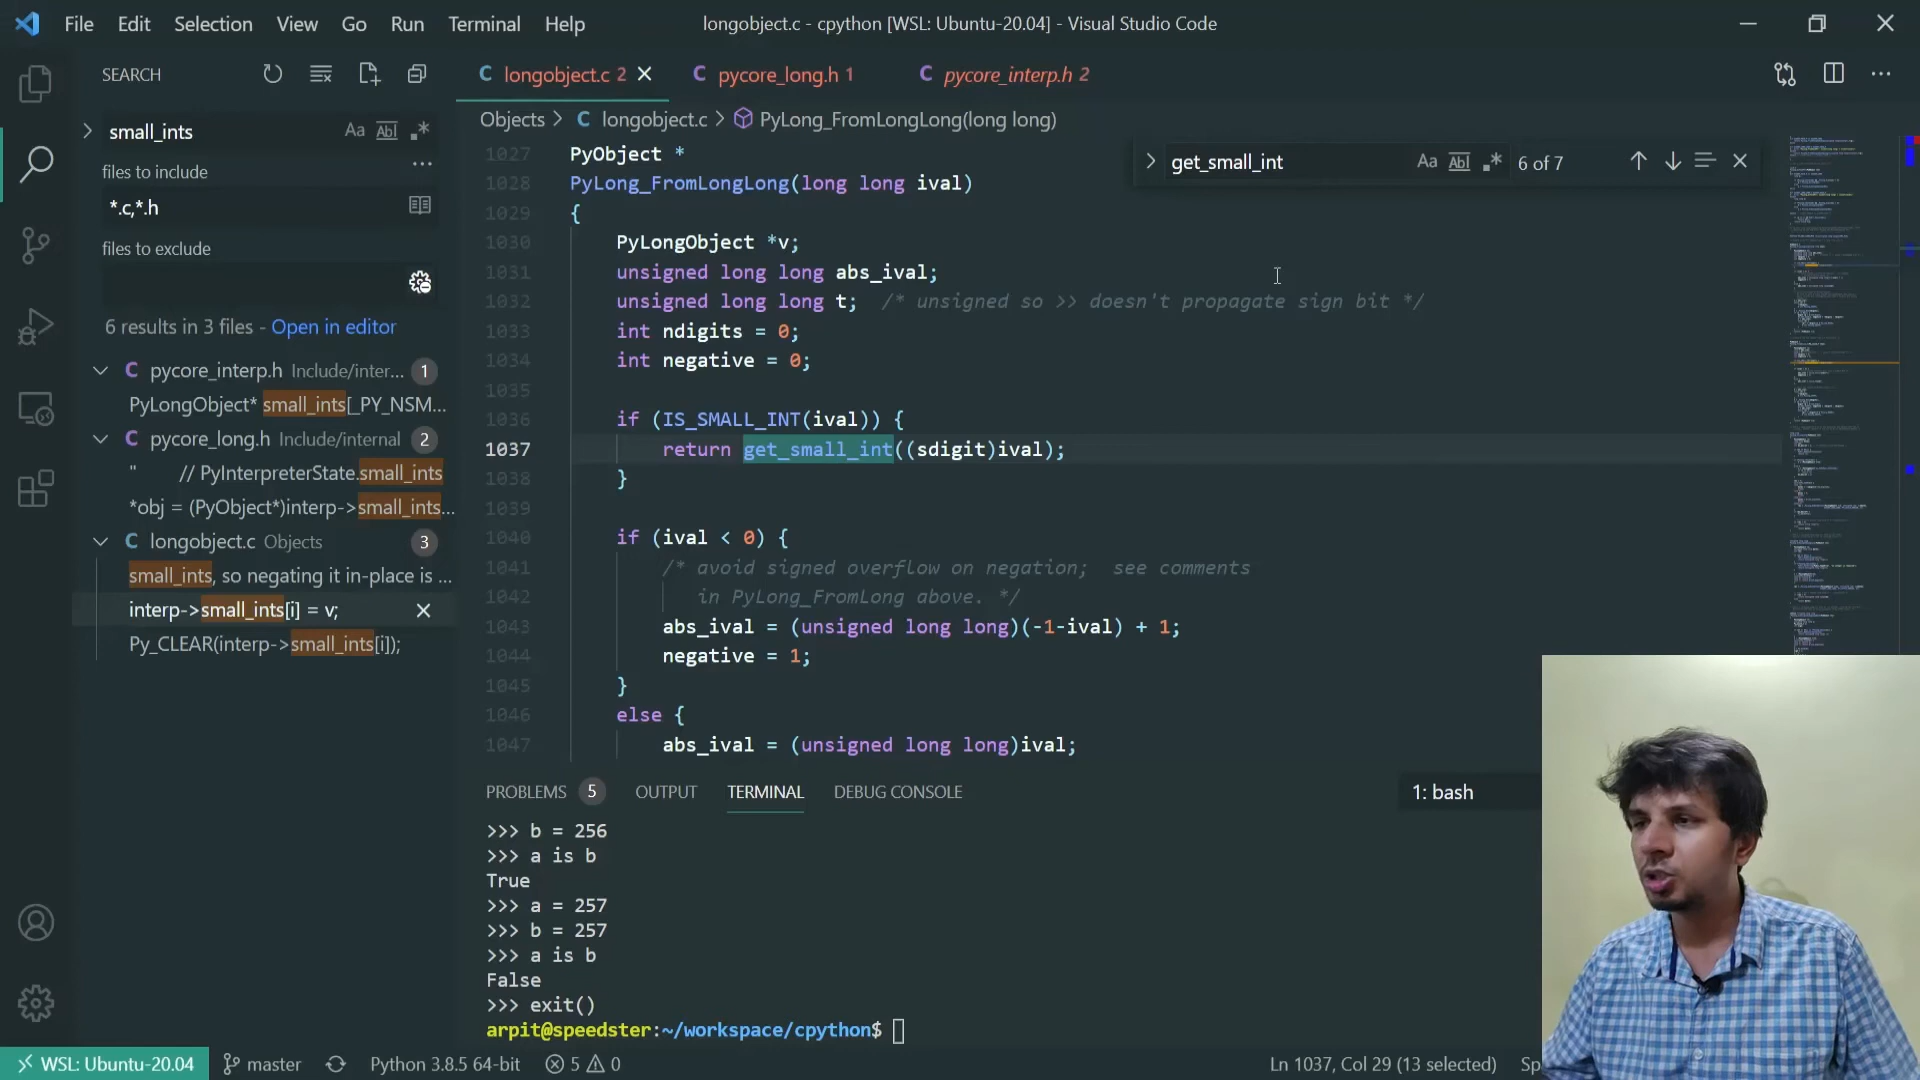 File Edit Selection View Go Run Terminal Help
longobject.c - cpython [WSL: Ubuntu-20.04] - Visual Studio Code
SEARCH
small_ints
Aa Abl .*
files to include
*.c,*.h
files to exclude
6 results in 3 files - Open in editor
C pycore_interp.h Include/inter... 1
PyLongObject* small_ints[_PY_NSM...
C pycore_long.h Include/internal 2
" // PyInterpreterState.small_ints
*obj = (PyObject*)interp->small_ints...
C longobject.c Objects 3
small_ints, so negating it in-place is ...
interp->small_ints[i] = v;
Py_CLEAR(interp->small_ints[i]);
C longobject.c 2 C pycore_long.h 1 C pycore_interp.h 2
Objects > C longobject.c > PyLong_FromLongLong(long long)
get_small_int Aa Abl .* 6 of 7
1027 PyObject *
1028 PyLong_FromLongLong(long long ival)
1029 {
1030 PyLongObject *v;
1031 unsigned long long abs_ival;
1032 unsigned long long t; /* unsigned so >> doesn't propagate sign bit */
1033 int ndigits = 0;
1034 int negative = 0;
1035
1036 if (IS_SMALL_INT(ival)) {
1037 return get_small_int((sdigit)ival);
1038 }
1039
1040 if (ival < 0) {
1041 /* avoid signed overflow on negation; see comments
1042 in PyLong_FromLong above. */
1043 abs_ival = (unsigned long long)(-1-ival) + 1;
1044 negative = 1;
1045 }
1046 else {
1047 abs_ival = (unsigned long long)ival;
PROBLEMS 5 OUTPUT TERMINAL DEBUG CONSOLE
1: bash
>>> b = 256
>>> a is b
True
>>> a = 257
>>> b = 257
>>> a is b
False
>>> exit()
arpit@speedster:~/workspace/cpython$
WSL: Ubuntu-20.04 master Python 3.8.5 64-bit 5 0
Ln 1037, Col 29 (13 selected)